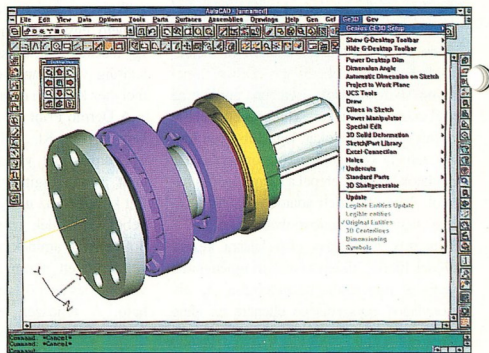 AutoCAD - [unnamed]
File Edit View Data Options Tools Parts Surfaces Assemblies Drawings Help Gen Gef Ge3D Gev
Genius GE3D Setup
Show G-Desktop Toolbar
Hide G-Desktop Toolbar
Power Desktop Dim
Dimension Angle
Automatic Dimension on Sketch
Project to Work Plane
UCS Tools
Draw
Clines in Sketch
Power Manipulator
Special Edit
3D Solid Deformation
Sketch/Part Library
Excel Connection
Holes
Undercuts
Standard Parts
3D Shaftgenerator
Update
Legible Entities Update
Legible entities
Original Entities
3D Centerlines
Dimensioning
Symbols
Y X Z
Command: *Cancel*
Command: *Cancel*
Command: